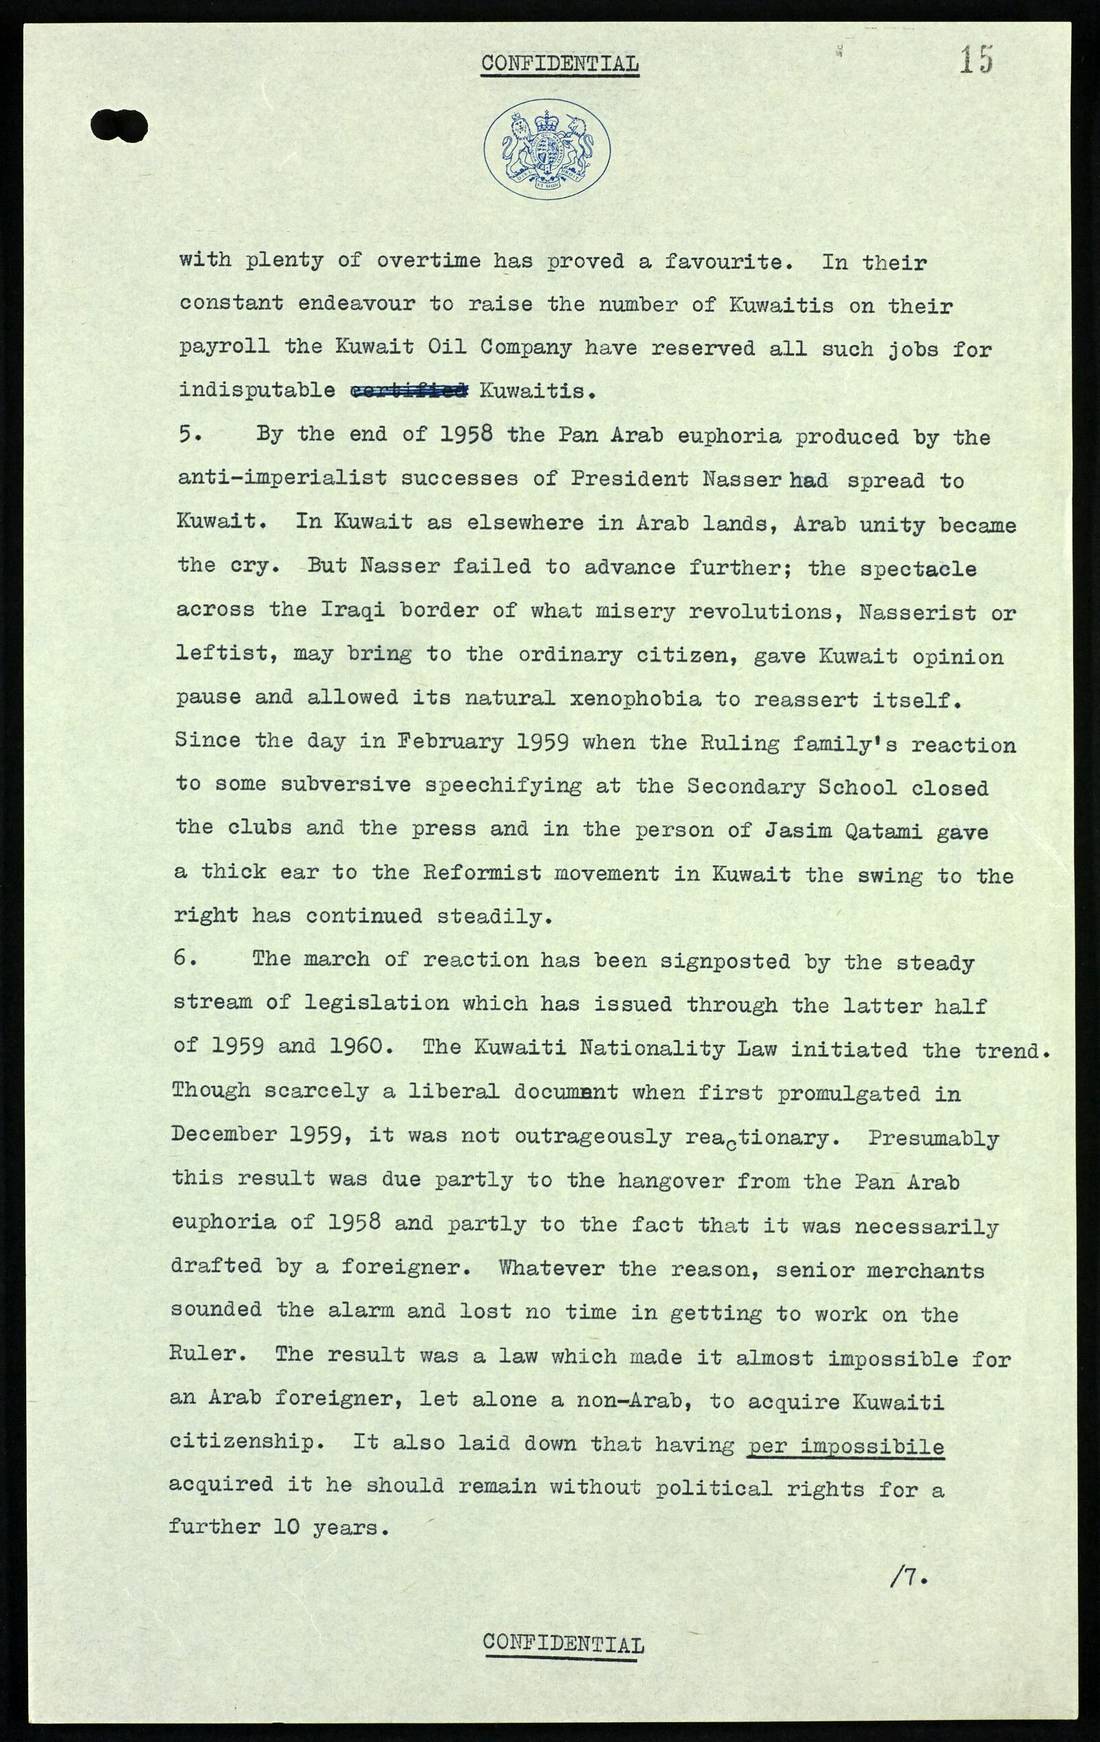 CONFIDENTIAL
15
with plenty of overtime has proved a favourite. In their
constant endeavour to raise the number of Kuwaitis on their
payroll the Kuwait Oil Company have reserved all such jobs for
indisputable certified Kuwaitis.
5. By the end of 1958 the Pan Arab euphoria produced by the
anti-imperialist successes of President Nasser had spread to
Kuwait. In Kuwait as elsewhere in Arab lands, Arab unity became
the cry. But Nasser failed to advance further; the spectacle
across the Iraqi border of what misery revolutions, Nasserist or
leftist, may bring to the ordinary citizen, gave Kuwait opinion
pause and allowed its natural xenophobia to reassert itself.
Since the day in February 1959 when the Ruling family's reaction
to some subversive speechifying at the Secondary School closed
the clubs and the press and in the person of Jasim Qatami gave
a thick ear to the Reformist movement in Kuwait the swing to the
right has continued steadily.
6. The march of reaction has been signposted by the steady
stream of legislation which has issued through the latter half
of 1959 and 1960. The Kuwaiti Nationality Law initiated the trend.
Though scarcely a liberal document when first promulgated in
December 1959, it was not outrageously reactionary. Presumably
this result was due partly to the hangover from the Pan Arab
euphoria of 1958 and partly to the fact that it was necessarily
drafted by a foreigner. Whatever the reason, senior merchants
sounded the alarm and lost no time in getting to work on the
Ruler. The result was a law which made it almost impossible for
an Arab foreigner, let alone a non-Arab, to acquire Kuwaiti
citizenship. It also laid down that having per impossibile
acquired it he should remain without political rights for a
further 10 years.
/7.
CONFIDENTIAL